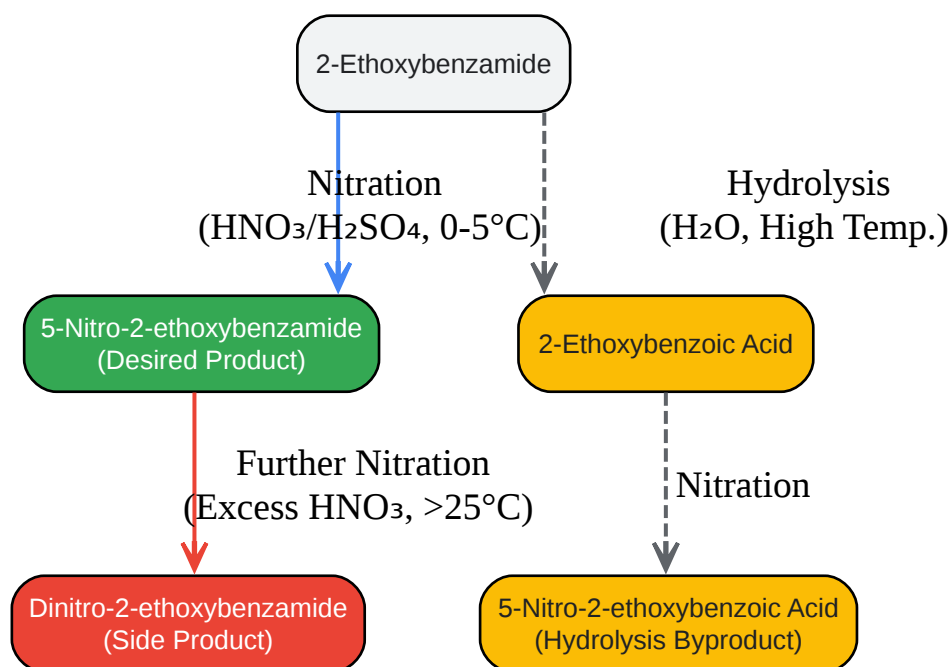 2-Ethoxybenzamide
Nitration
(HNO₃/H₂SO₄, 0-5°C)
Hydrolysis
(H₂O, High Temp.)
5-Nitro-2-ethoxybenzamide
(Desired Product)
2-Ethoxybenzoic Acid
Further Nitration
(Excess HNO₃, >25°C)
Nitration
Dinitro-2-ethoxybenzamide
(Side Product)
5-Nitro-2-ethoxybenzoic Acid
(Hydrolysis Byproduct)